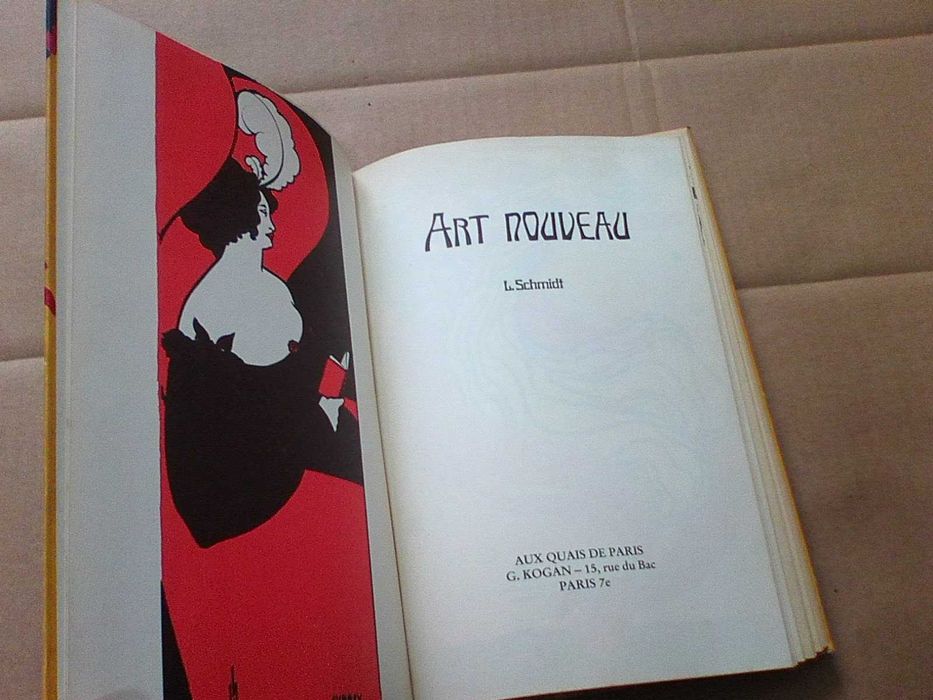 ART NOUVEAU
L. Schmidt
AUX QUAIS DE PARIS
G. KOGAN – 15, rue du Bac
PARIS 7e